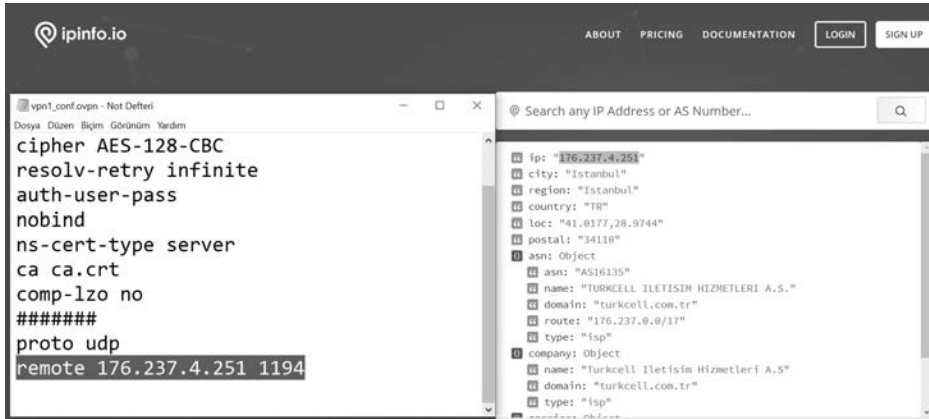 ipinfo.io
ABOUT PRICING DOCUMENTATION LOGIN SIGN UP
vpn1_conf.ovpn - Not Defteri
Dosya Düzen Biçim Görünüm Yardım
cipher AES-128-CBC
resolv-retry infinite
auth-user-pass
nobind
ns-cert-type server
ca ca.crt
comp-lzo no
#######
proto udp
remote 176.237.4.251 1194
Search any IP Address or AS Number...
ip: "176.237.4.251"
city: "Istanbul"
region: "Istanbul"
country: "TR"
loc: "41.0177,28.9744"
postal: "34110"
asn: Object
asn: "AS16135"
name: "TURKCELL ILETISIM HIZMETLERI A.S."
domain: "turkcell.com.tr"
route: "176.237.0.0/17"
type: "isp"
company: Object
name: "Turkcell Iletisim Hizmetleri A.S"
domain: "turkcell.com.tr"
type: "isp"